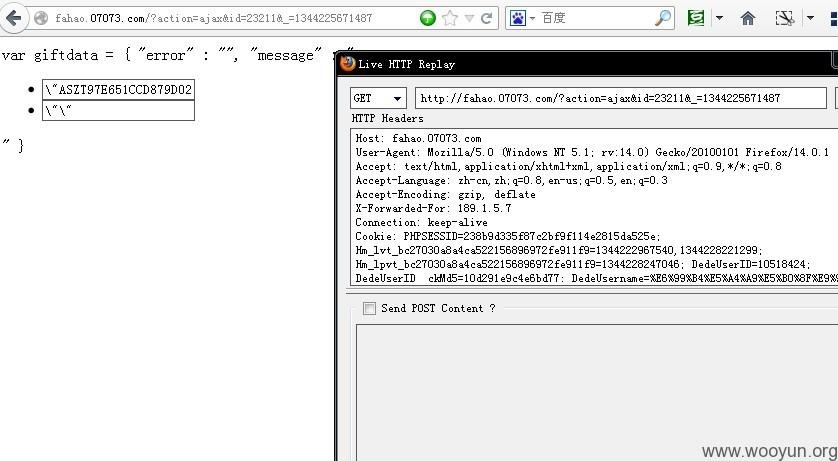 fahao.07073.com/?action=ajax&id=23211&_=1344225671487
百度
var giftdata = { "error" : "", "message" : "
\"ASZT97E651CCD879D02
\"\"
" }
Live HTTP Replay
GET
http://fahao.07073.com/?action=ajax&id=23211&_=1344225671487
HTTP Headers
Host: fahao.07073.com
User-Agent: Mozilla/5.0 (Windows NT 5.1; rv:14.0) Gecko/20100101 Firefox/14.0.1
Accept: text/html,application/xhtml+xml,application/xml;q=0.9,*/*;q=0.8
Accept-Language: zh-cn,zh;q=0.8,en-us;q=0.5,en;q=0.3
Accept-Encoding: gzip, deflate
X-Forwarded-For: 189.1.5.7
Connection: keep-alive
Cookie: PHPSESSID=238b9d335f87c2bf9f114e2815da525e;
Hm_lvt_bc27030a8a4ca522156896972fe911f9=1344222967540,1344228221299;
Hm_lpvt_bc27030a8a4ca522156896972fe911f9=1344228247046; DedeUserID=10518424;
DedeUserID__ckMd5=10d291e9c4e6bd77; DedeUsername=%E6%99%B4%E5%A4%A9%E5%B0%8F%E9%
Send POST Content ?
www.wooyun.org